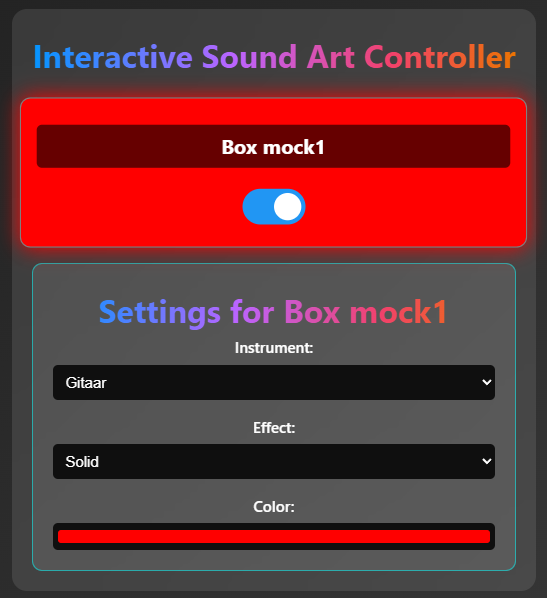 Interactive Sound Art Controller
Box mock1
Settings for Box mock1
Instrument:
Gitaar
Effect:
Solid
Color: